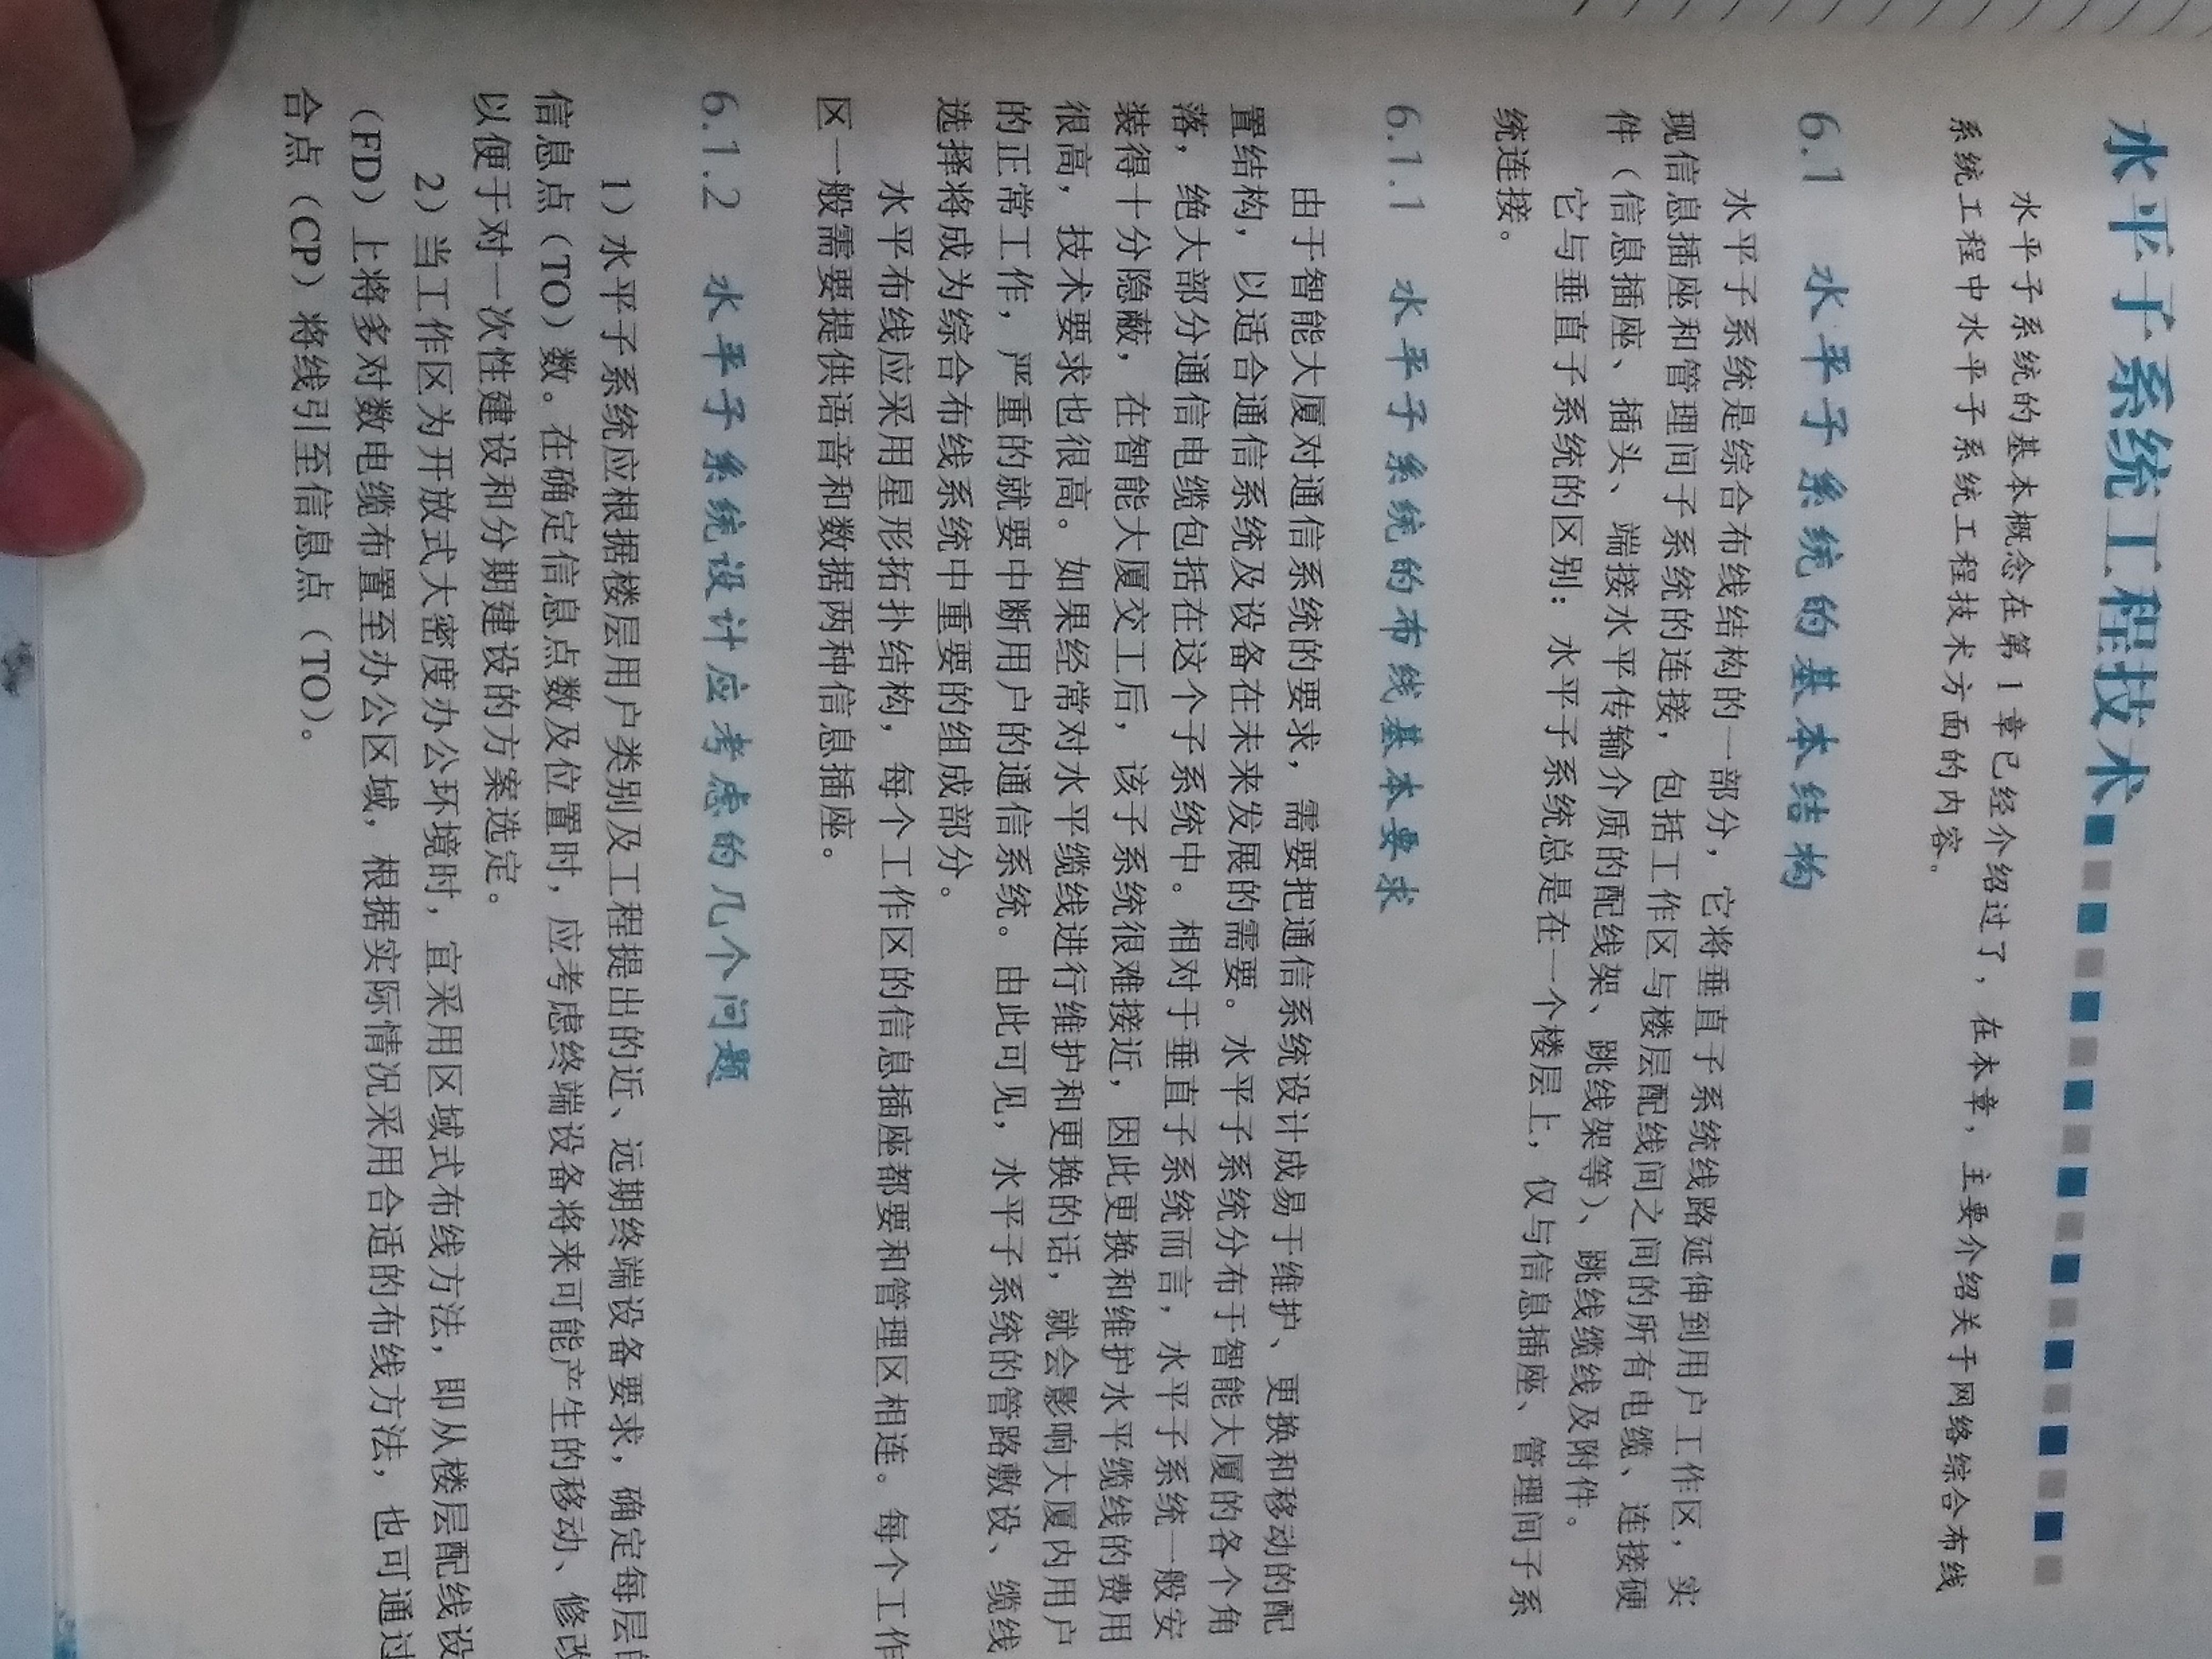 水平子系统工程技术
水平子系统的基本概念在第 1 章已经介绍过了，在本章，主要介绍关于网络综合布线
系统工程中水平子系统工程技术方面的内容。
6.1 水平子系统的基本结构
水平子系统是综合布线结构的一部分，它将垂直子系统线路延伸到用户工作区，实
现信息插座和管理间子系统的连接，包括工作区与楼层配线间之间的所有电缆、连接硬
件（信息插座、插头、端接水平传输介质的配线架、跳线架等）、跳线缆线及附件。
它与垂直子系统的区别：水平子系统总是在一个楼层上，仅与信息插座、管理间子系
统连接。
6.1.1 水平子系统的布线基本要求
由于智能大厦对通信系统的要求，需要把通信系统设计成易于维护、更换和移动的配
置结构，以适合通信系统及设备在未来发展的需要。水平子系统分布于智能大厦的各个角
落，绝大部分通信电缆包括在这个子系统中。相对于垂直子系统而言，水平子系统一般安
装得十分隐蔽，在智能大厦交工后，该子系统很难接近，因此更换和维护水平缆线的费用
很高，技术要求也很高。如果经常对水平缆线进行维护和更换的话，就会影响大厦内用户
的正常工作，严重的就要中断用户的通信系统。由此可见，水平子系统的管路敷设、缆线
选择将成为综合布线系统中重要的组成部分。
水平布线应采用星形拓扑结构，每个工作区的信息插座都要和管理区相连。每个工作
区一般需要提供语音和数据两种信息插座。
6.1.2 水平子系统设计应考虑的几个问题
1）水平子系统应根据楼层用户类别及工程提出的近、远期终端设备要求，确定每层的
信息点（TO）数。在确定信息点数及位置时，应考虑终端设备将来可能产生的移动、修改
以便于对一次性建设和分期建设的方案选定。
2）当工作区为开放式大密度办公环境时，宜采用区域式布线方法，即从楼层配线设
（FD）上将多对数电缆布置至办公区域，根据实际情况采用合适的布线方法，也可通过
合点（CP）将线引至信息点（TO）。